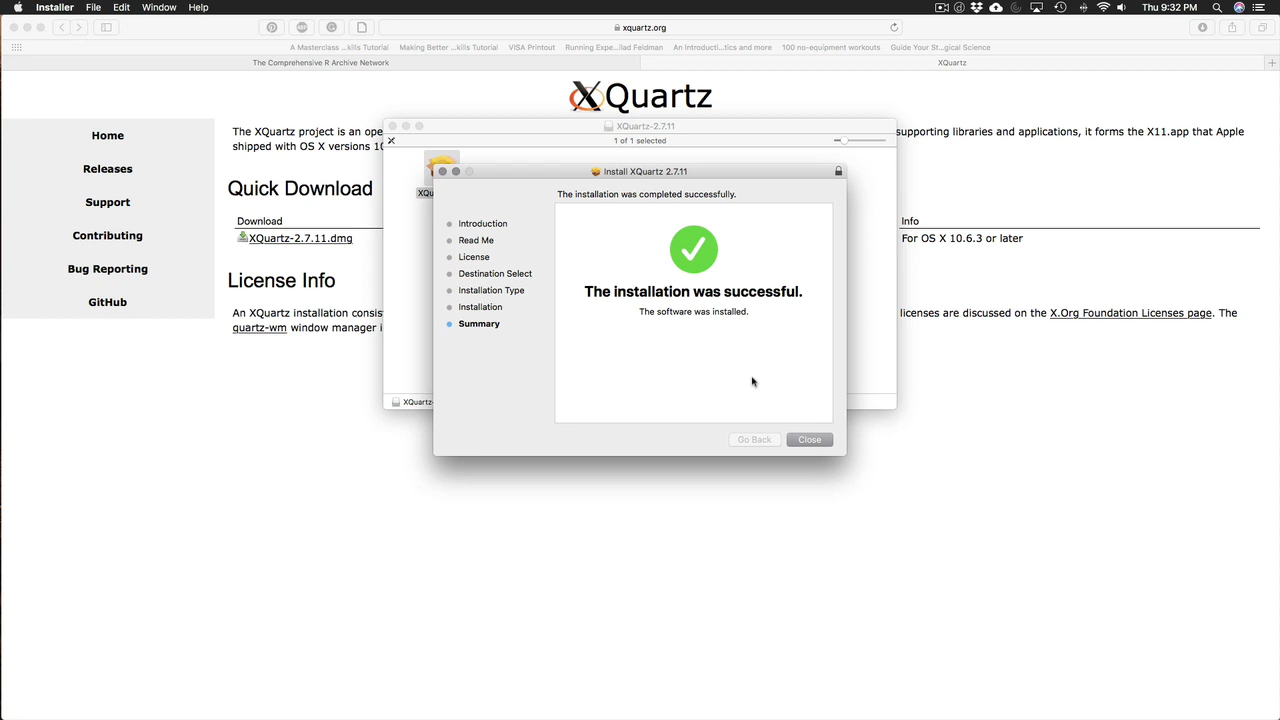 Installer File Edit Window Help Thu 9:32 PM
xquartz.org
A Masterclass ...kills Tutorial Making Better ...kills Tutorial VISA Printout Running Expe...llad Feldman An Introducti...tics and more 100 no-equipment workouts Guide Your St...gical Science
The Comprehensive R Archive Network XQuartz
XQuartz
Home
Releases
Support
Contributing
Bug Reporting
GitHub
The XQuartz project is an ope supporting libraries and applications, it forms the X11.app that Apple
shipped with OS X versions 10
Quick Download
Download Info
XQuartz-2.7.11.dmg For OS X 10.6.3 or later
License Info
An XQuartz installation consis licenses are discussed on the X.Org Foundation Licenses page. The
quartz-wm window manager i
XQuartz-2.7.11
1 of 1 selected
XQu
XQuartz-
Install XQuartz 2.7.11
The installation was completed successfully.
Introduction
Read Me
License
Destination Select
Installation Type
Installation
Summary
The installation was successful.
The software was installed.
Go Back Close